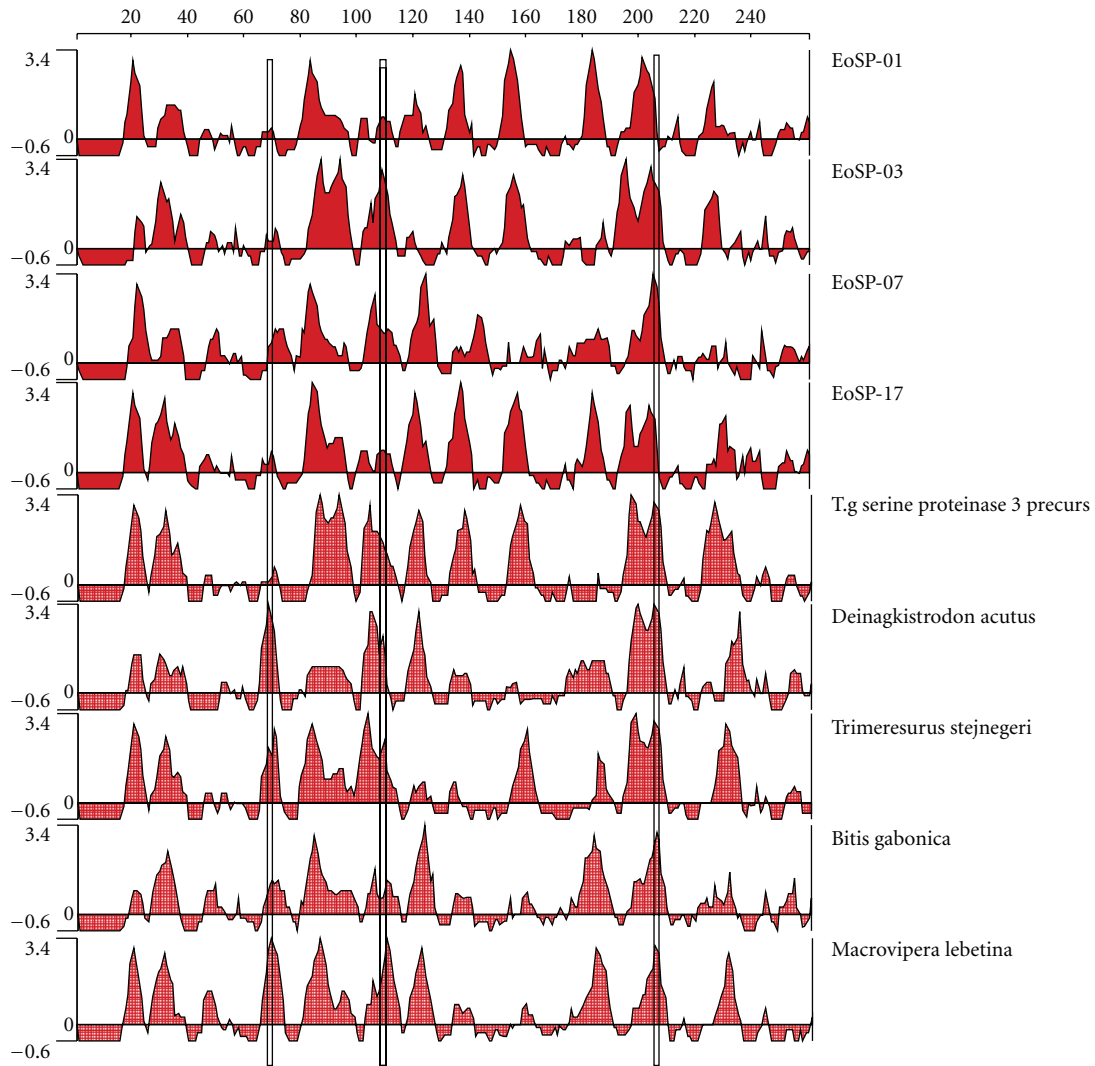 20 40 60 80 100 120 140 160 180 200 220 240
3.4
0
−0.6
EoSP-01
3.4
0
−0.6
EoSP-03
3.4
0
−0.6
EoSP-07
3.4
0
−0.6
EoSP-17
3.4
0
−0.6
T.g serine proteinase 3 precurs
3.4
0
−0.6
Deinagkistrodon acutus
3.4
0
−0.6
Trimeresurus stejnegeri
3.4
0
−0.6
Bitis gabonica
3.4
0
−0.6
Macrovipera lebetina